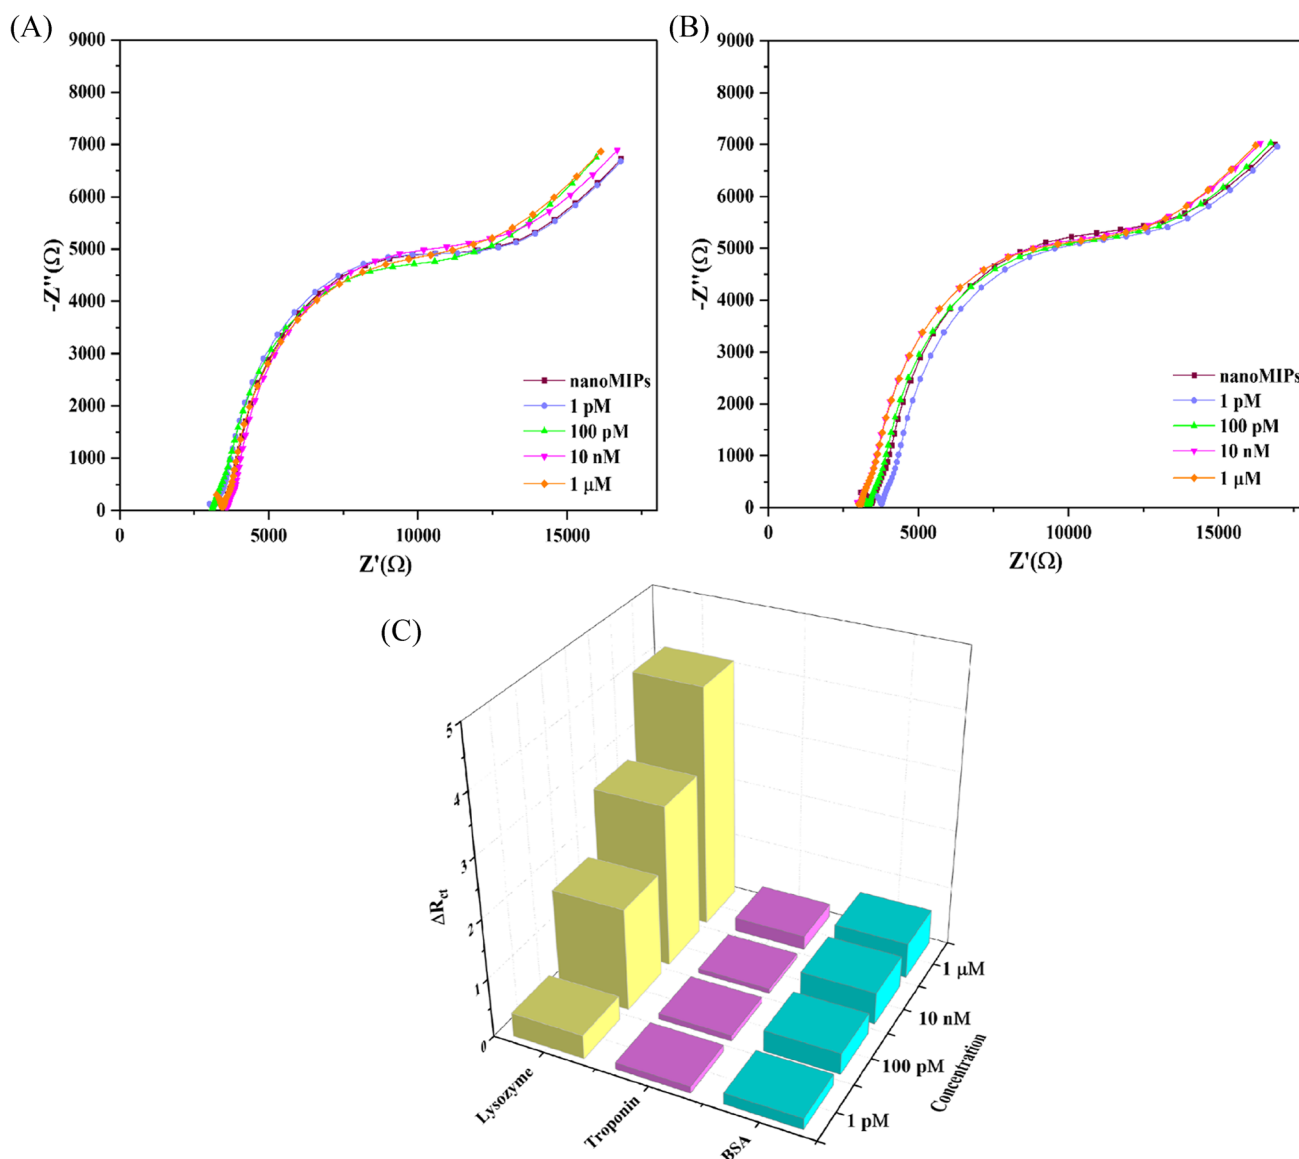 (A)
9000
8000
7000
6000
5000
4000
3000
2000
1000
0
-Z''(Ω)
nanoMIPs
1 pM
100 pM
10 nM
1 μM
0
5000
10000
15000
Z'(Ω)
(B)
9000
8000
7000
6000
5000
4000
3000
2000
1000
0
-Z''(Ω)
nanoMIPs
1 pM
100 pM
10 nM
1 μM
0
5000
10000
15000
Z'(Ω)
(C)
5
4
3
2
1
0
ΔRct
Lysozyme
Troponin
BSA
1 pM
100 pM
10 nM
1 μM
Concentration